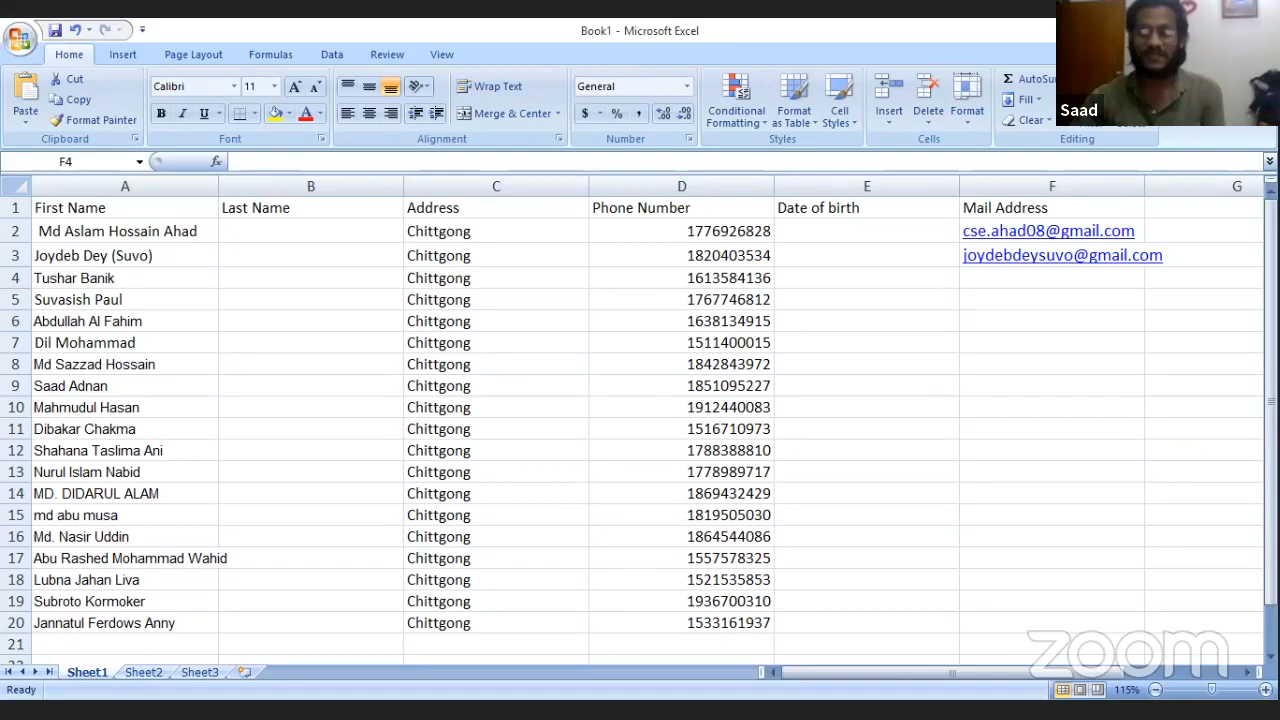 Book1 - Microsoft Excel
Home Insert Page Layout Formulas Data Review View
Paste Cut Copy Format Painter Clipboard
Calibri 11 Font
Wrap Text Merge & Center Alignment
General Number
Conditional Formatting Format as Table Cell Styles Styles
Insert Delete Format Cells
Fill Clear Editing
Saad
F4
A B C D E F G
1 First Name Last Name Address Phone Number Date of birth Mail Address
2 Md Aslam Hossain Ahad Chittgong 1776926828 cse.ahad08@gmail.com
3 Joydeb Dey (Suvo) Chittgong 1820403534 joydebdeysuvo@gmail.com
4 Tushar Banik Chittgong 1613584136
5 Suvasish Paul Chittgong 1767746812
6 Abdullah Al Fahim Chittgong 1638134915
7 Dil Mohammad Chittgong 1511400015
8 Md Sazzad Hossain Chittgong 1842843972
9 Saad Adnan Chittgong 1851095227
10 Mahmudul Hasan Chittgong 1912440083
11 Dibakar Chakma Chittgong 1516710973
12 Shahana Taslima Ani Chittgong 1788388810
13 Nurul Islam Nabid Chittgong 1778989717
14 MD. DIDARUL ALAM Chittgong 1869432429
15 md abu musa Chittgong 1819505030
16 Md. Nasir Uddin Chittgong 1864544086
17 Abu Rashed Mohammad Wahid Chittgong 1557578325
18 Lubna Jahan Liva Chittgong 1521535853
19 Subroto Kormoker Chittgong 1936700310
20 Jannatul Ferdows Anny Chittgong 1533161937
21
zoom
Sheet1 Sheet2 Sheet3
Ready 115%